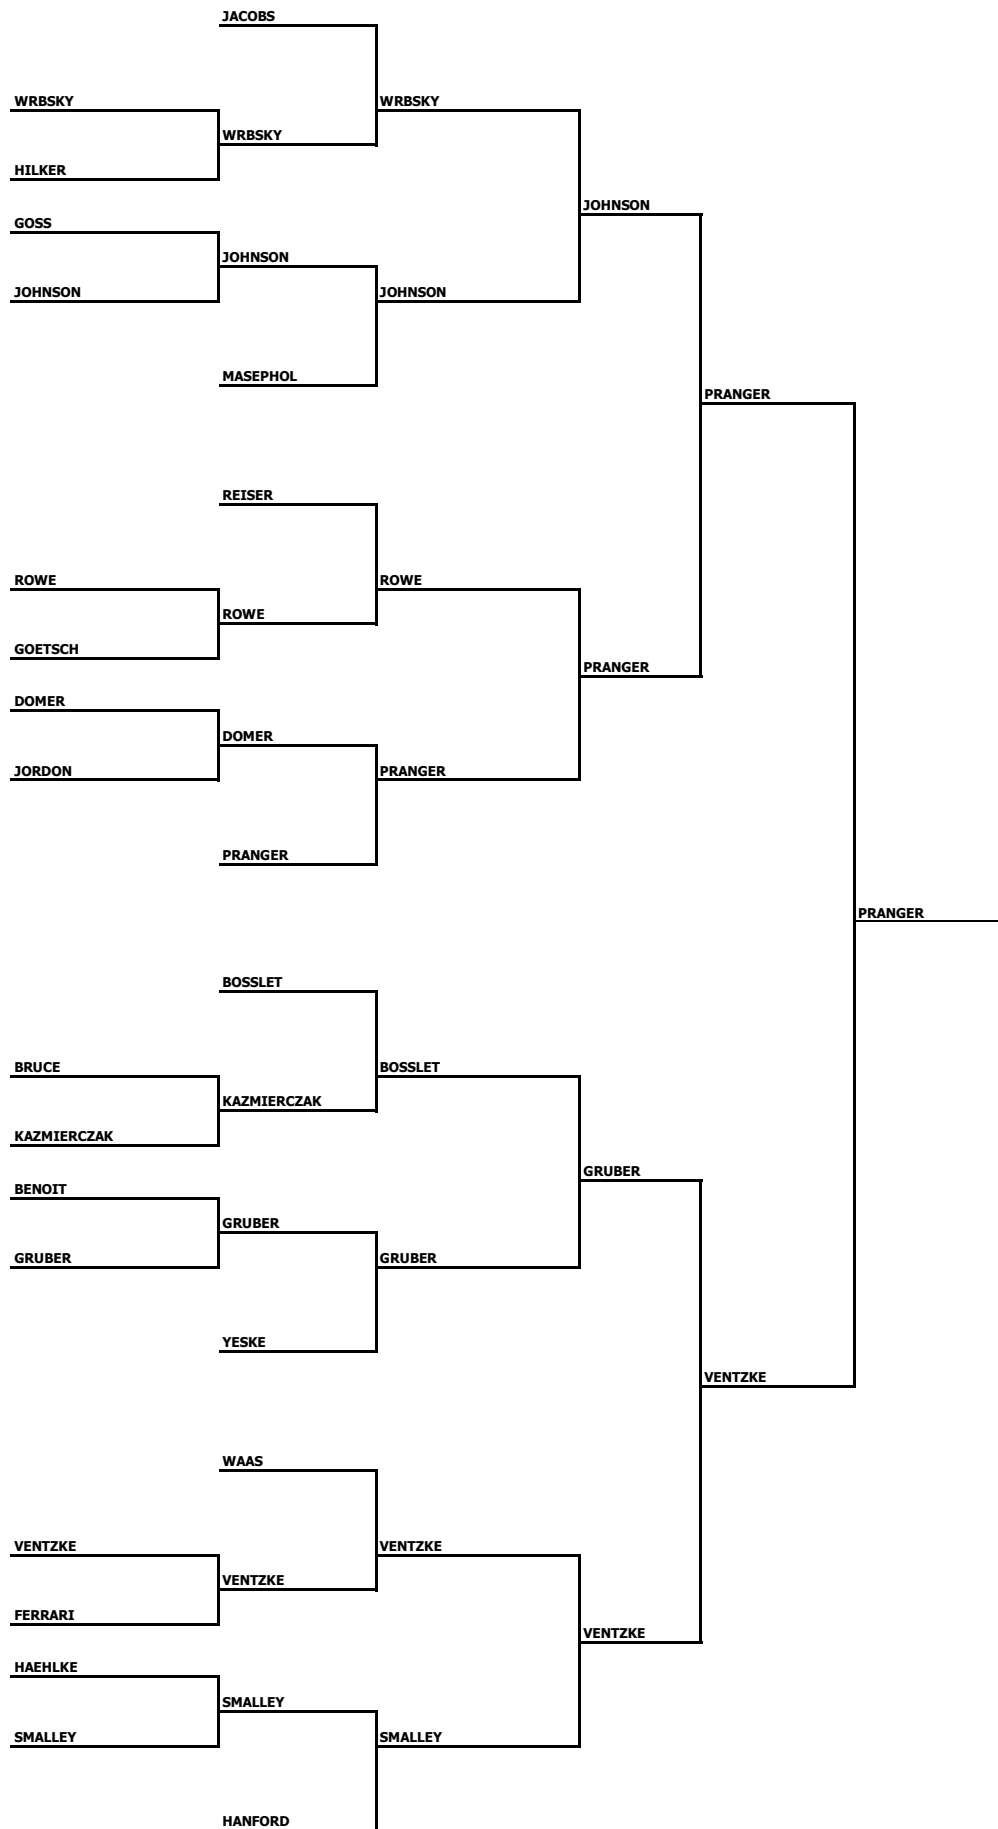 JACOBS
WRBSKY
WRBSKY
WRBSKY
HILKER
JOHNSON
GOSS
JOHNSON
JOHNSON
JOHNSON
MASEPHOL
PRANGER
REISER
ROWE
ROWE
ROWE
GOETSCH
PRANGER
DOMER
DOMER
JORDON
PRANGER
PRANGER
PRANGER
BOSSLET
BRUCE
BOSSLET
KAZMIERCZAK
KAZMIERCZAK
GRUBER
BENOIT
GRUBER
GRUBER
GRUBER
YESKE
VENTZKE
WAAS
VENTZKE
VENTZKE
VENTZKE
FERRARI
VENTZKE
HAEHLKE
SMALLEY
SMALLEY
SMALLEY
HANFORD